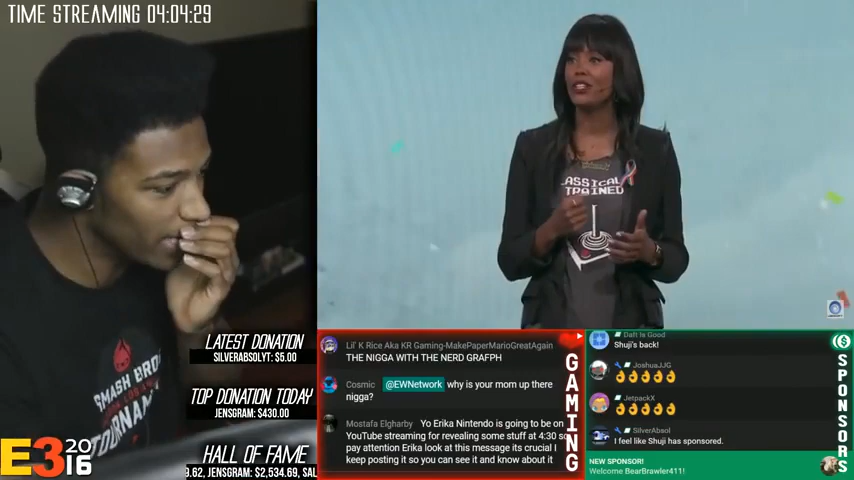 TIME STREAMING 04:04:29
ASSICAL
TRAINED
SMASH BRO
TOURNAM
LATEST DONATION
SILVERABSOLYT: $5.00
TOP DONATION TODAY
JENSGRAM: $430.00
HALL OF FAME
9.62, JENSGRAM: $2,534.69, SAL
E3 2016
Lil' K Rice Aka KR Gaming-MakePaperMarioGreatAgain
THE NIGGA WITH THE NERD GRAFPH
Cosmic @EWNetwork why is your mom up there
nigga?
Mostafa Elgharby Yo Erika Nintendo is going to be on
YouTube streaming for revealing some stuff at 4:30 so
pay attention Erika look at this message its crucial I
keep posting it so you can see it and know about it
GAMING
Daft Is Good
Shuji's back!
JoshuaJJG
JetpackX
SilverAbsol
I feel like Shuji has sponsored.
NEW SPONSOR!
Welcome BearBrawler411!
SPONSORS